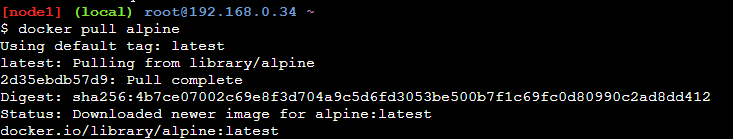 [node1] (local) root@192.168.0.34 ~
$ docker pull alpine
Using default tag: latest
latest: Pulling from library/alpine
2d35ebdb57d9: Pull complete
Digest: sha256:4b7ce07002c69e8f3d704a9c5d6fd3053be500b7f1c69fc0d80990c2ad8dd412
Status: Downloaded newer image for alpine:latest
docker.io/library/alpine:latest